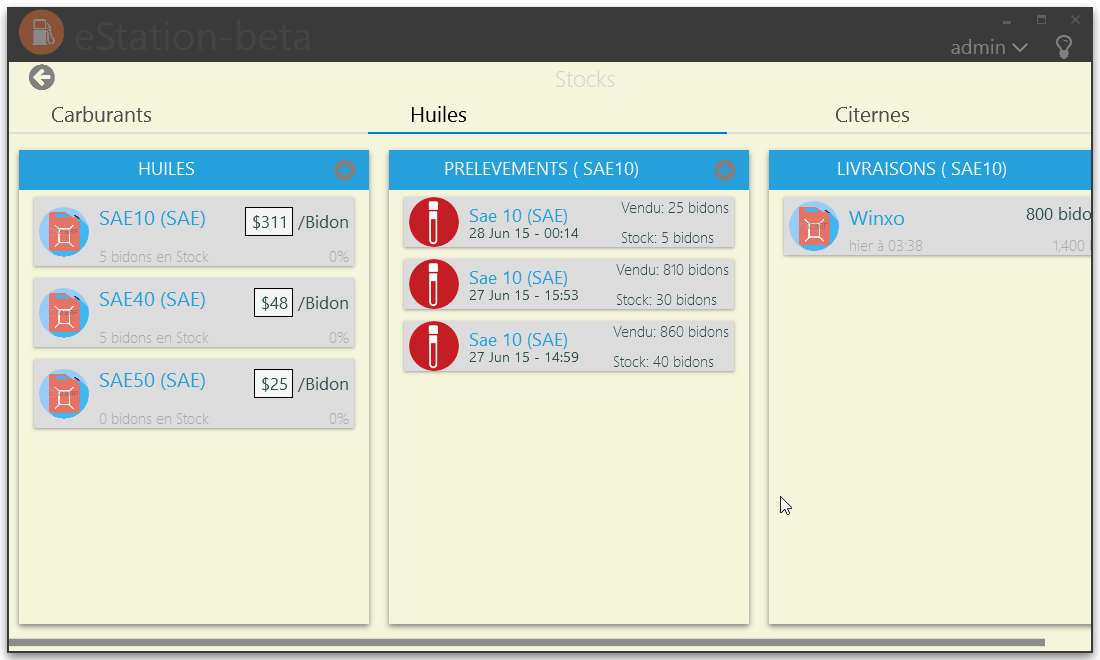 eStation-beta
admin
Stocks
Carburants
Huiles
Citernes
HUILES
SAE10 (SAE)
$311 /Bidon
5 bidons en Stock
0%
SAE40 (SAE)
$48 /Bidon
5 bidons en Stock
0%
SAE50 (SAE)
$25 /Bidon
0 bidons en Stock
0%
PRELEVEMENTS ( SAE10)
Sae 10 (SAE)
Vendu: 25 bidons
28 Jun 15 - 00:14
Stock: 5 bidons
Sae 10 (SAE)
Vendu: 810 bidons
27 Jun 15 - 15:53
Stock: 30 bidons
Sae 10 (SAE)
Vendu: 860 bidons
27 Jun 15 - 14:59
Stock: 40 bidons
LIVRAISONS ( SAE10)
Winxo
800 bido
hier à 03:38
1,400